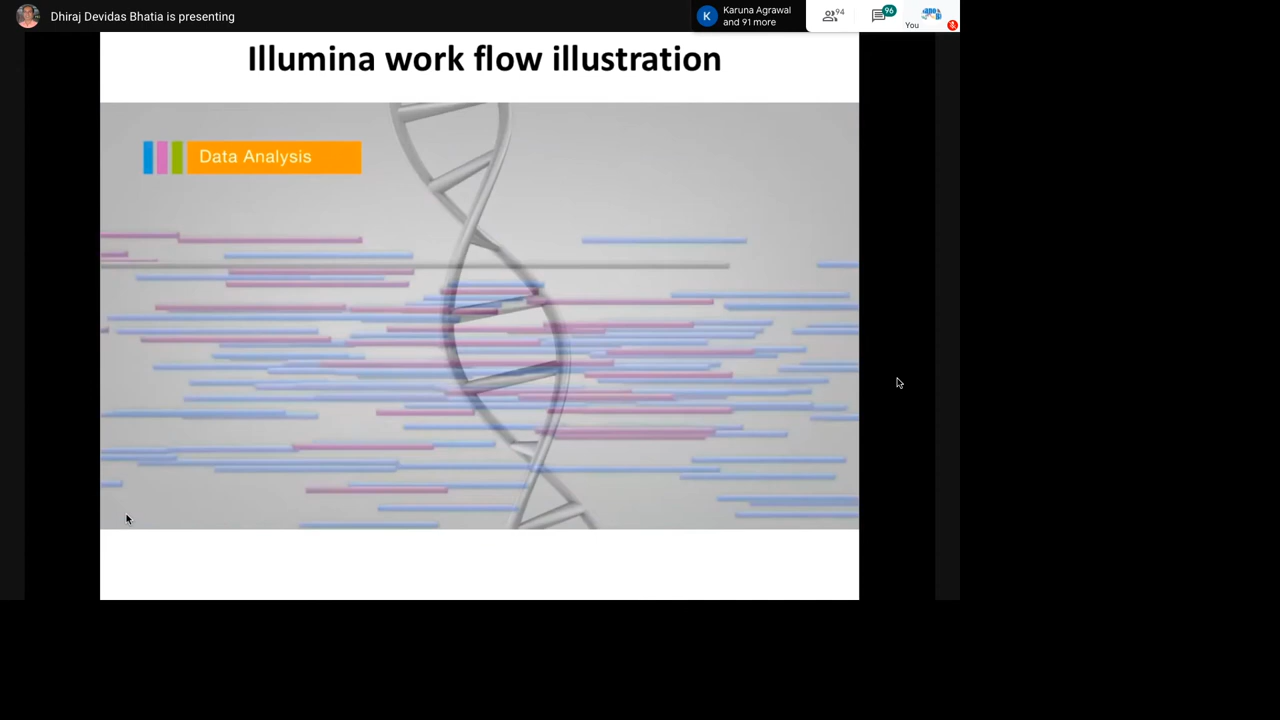 Dhiraj Devidas Bhatia is presenting
K
Karuna Agrawal
and 91 more
94
96
You
Illumina work flow illustration
Data Analysis